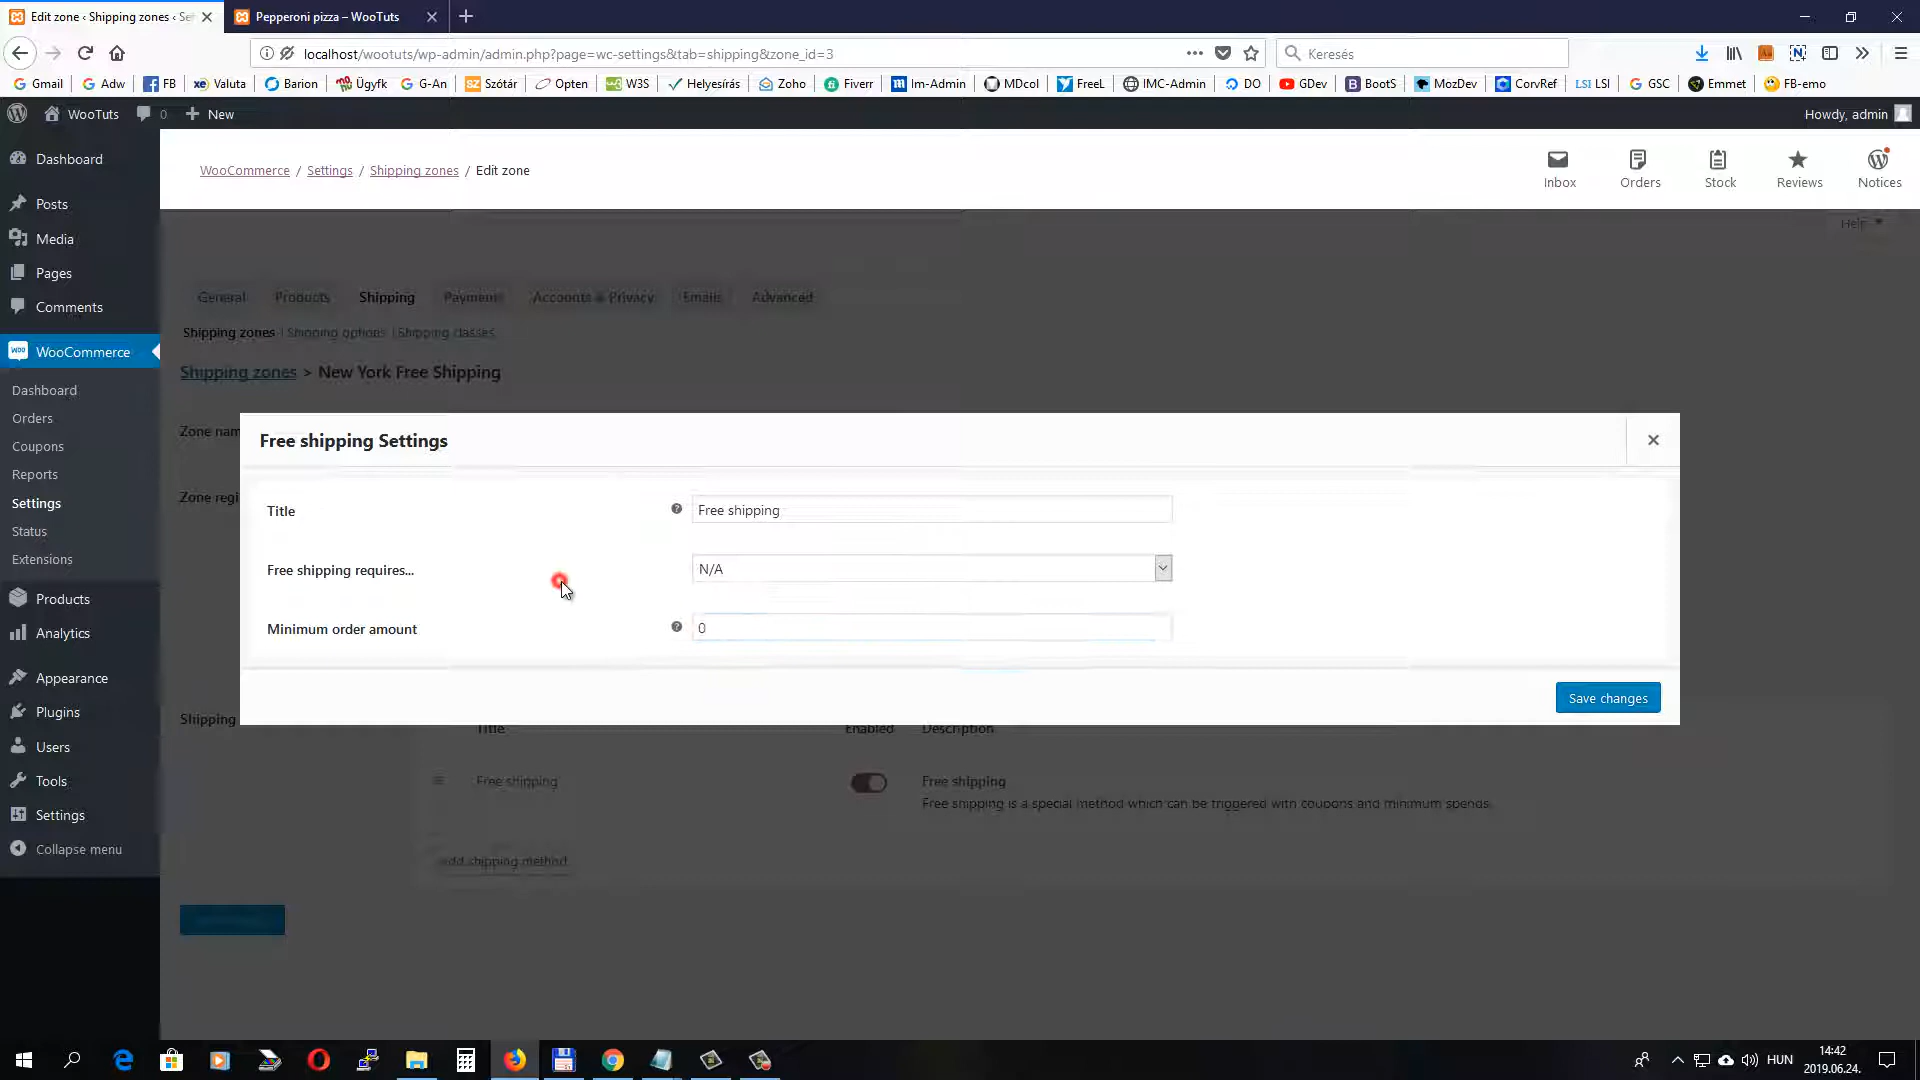 Edit zone ‹ Shipping zones ‹ Se
Pepperoni pizza – WooTuts
localhost/wootuts/wp-admin/admin.php?page=wc-settings&tab=shipping&zone_id=3
Keresés
Gmail
Adw
FB
Valuta
Barion
Ügyfk
G-An
Szótár
Opten
W3S
Helyesírás
Zoho
Fiverr
Im-Admin
MDcol
FreeL
IMC-Admin
DO
GDev
BootS
MozDev
CorvRef
LSI LSI
GSC
Emmet
FB-emo
WooTuts
0
New
Howdy, admin
Dashboard
Posts
Media
Pages
Comments
WooCommerce
Dashboard
Orders
Coupons
Reports
Settings
Status
Extensions
Products
Analytics
Appearance
Plugins
Users
Tools
Settings
Collapse menu
WooCommerce / Settings / Shipping zones / Edit zone
Inbox
Orders
Stock
Reviews
Notices
Help
General
Products
Shipping
Payments
Accounts & Privacy
Emails
Advanced
Shipping zones | Shipping options | Shipping classes
Shipping zones > New York Free Shipping
Zone nam
Zone regi
Shipping
Free shipping Settings
Title
Free shipping
Free shipping requires...
N/A
Minimum order amount
0
Save changes
Title
Enabled
Description
Free shipping
Free shipping
Free shipping is a special method which can be triggered with coupons and minimum spends.
Add shipping method
HUN
14:42
2019.06.24.